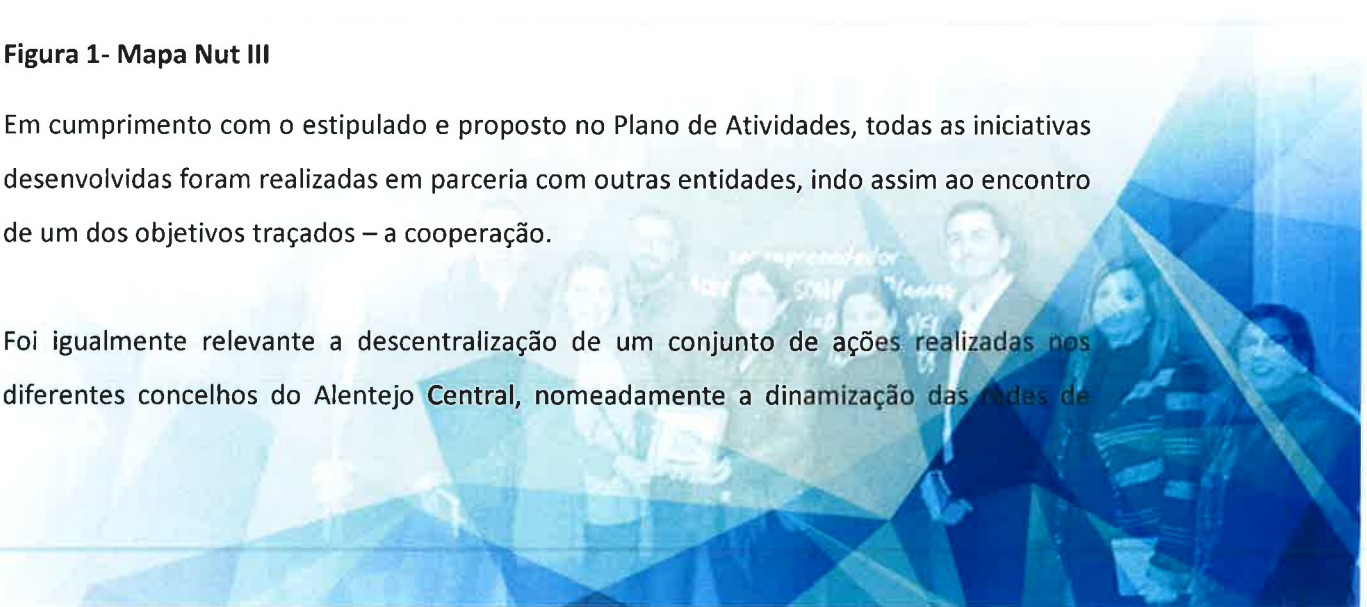 Figura 1- Mapa Nut III
Em cumprimento com o estipulado e proposto no Plano de Atividades, todas as iniciativas
desenvolvidas foram realizadas em parceria com outras entidades, indo assim ao encontro
de um dos objetivos traçados – a cooperação.
Foi igualmente relevante a descentralização de um conjunto de ações realizadas nos
diferentes concelhos do Alentejo Central, nomeadamente a dinamização das redes de
empreendedor